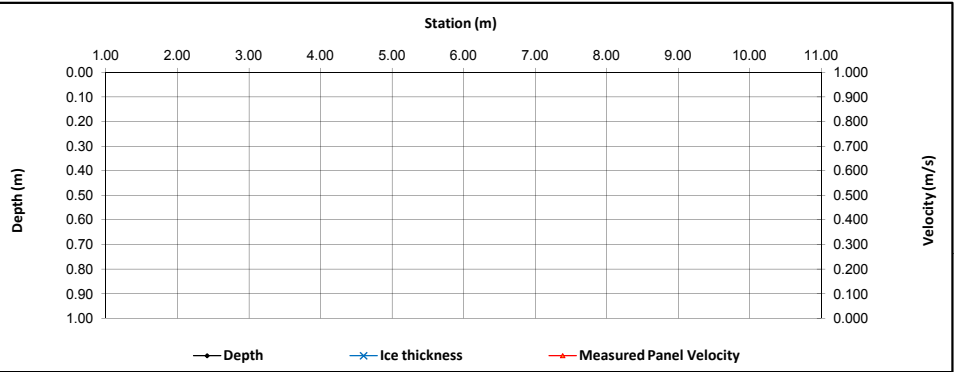 Station (m)
1.00 2.00 3.00 4.00 5.00 6.00 7.00 8.00 9.00 10.00 11.00
0.00 1.000
0.10 0.900
0.20 0.800
0.30 0.700
0.40 0.600
0.50 0.500
0.60 0.400
0.70 0.300
0.80 0.200
0.90 0.100
1.00 0.000
Depth (m)
Velocity (m/s)
Depth Ice thickness Measured Panel Velocity